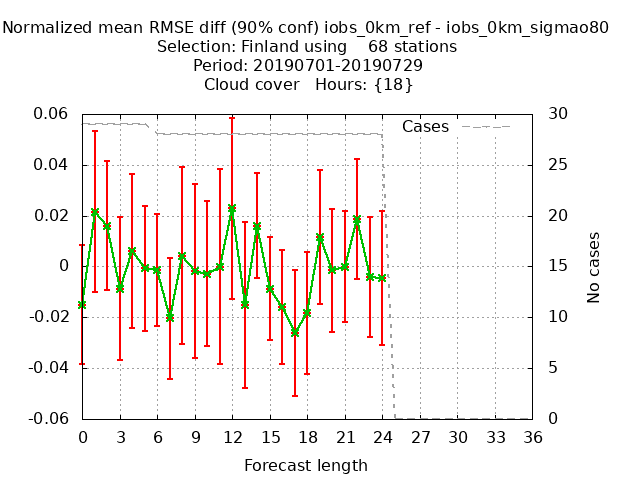 Normalized mean RMSE diff (90% conf) iobs_0km_ref - iobs_0km_sigmao80
Selection: Finland using    68 stations
Period: 20190701-20190729
Cloud cover   Hours: {18}
Cases
0.06
0.04
0.02
0
-0.02
-0.04
-0.06
30
25
20
15
10
5
0
No cases
0 3 6 9 12 15 18 21 24 27 30 33 36
Forecast length